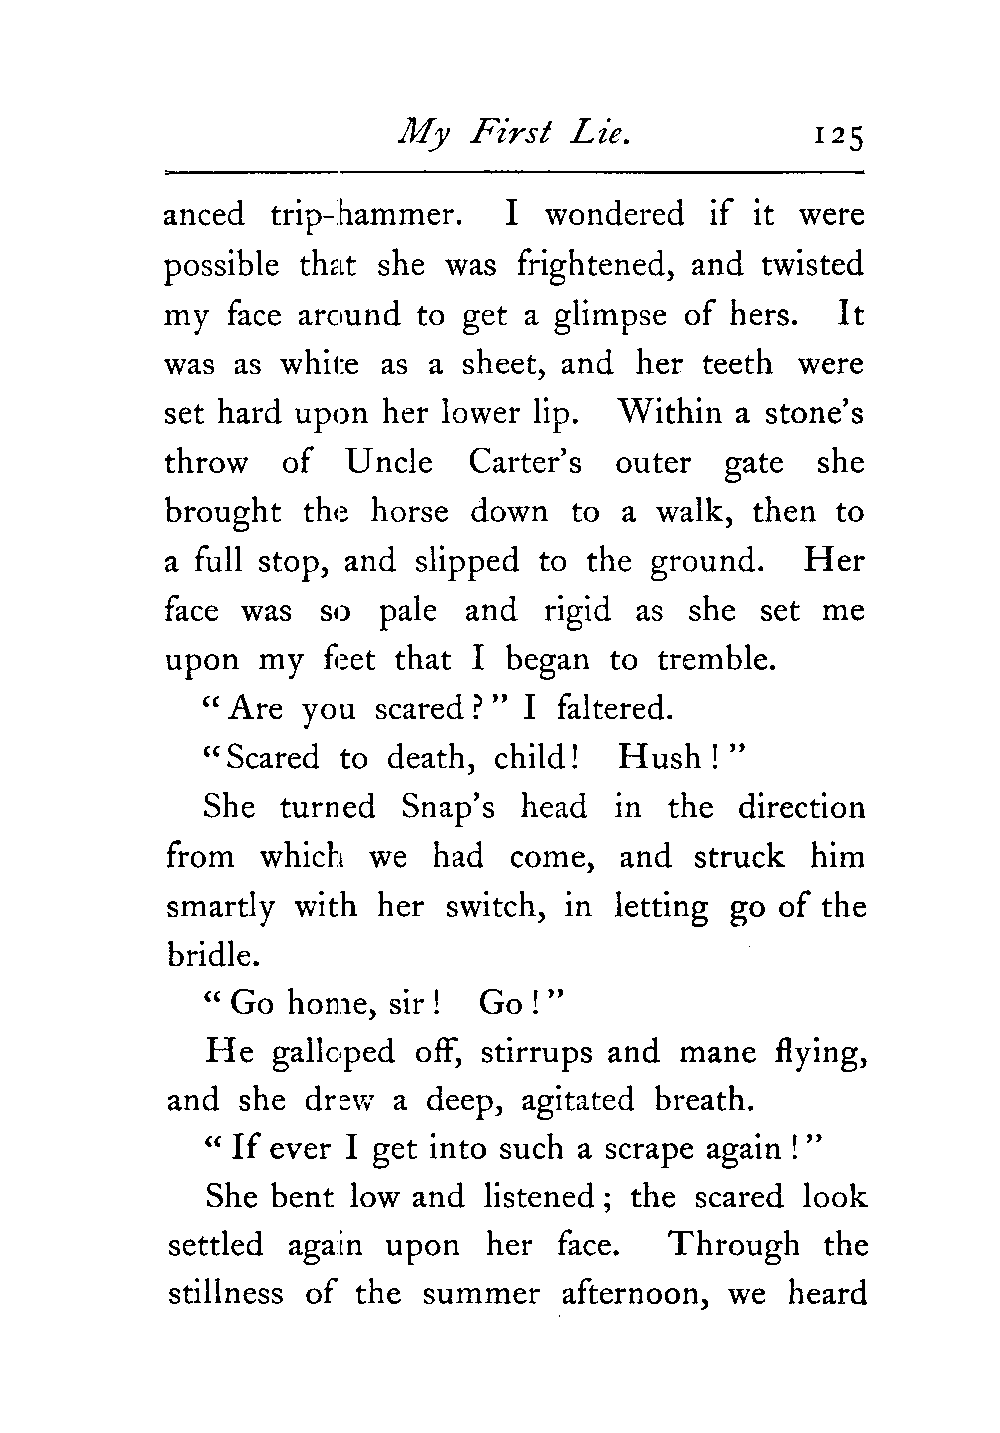 My First Lie. 125
anced trip-hammer. I wondered if it were
possible that she was frightened, and twisted
my face around to get a glimpse of hers. It
was as white as a sheet, and her teeth were
set hard upon her lower lip. Within a stone's
throw of Uncle Carter's outer gate she
brought the horse down to a walk, then to
a full stop, and slipped to the ground. Her
face was so pale and rigid as she set me
upon my feet that I began to tremble.
“Are you scared?” I faltered.
“Scared to death, child! Hush!”
She turned Snap's head in the direction
from which we had come, and struck him
smartly with her switch, in letting go of the
bridle.
“Go home, sir! Go!”
He galloped off, stirrups and mane flying,
and she drew a deep, agitated breath.
“If ever I get into such a scrape again!”
She bent low and listened; the scared look
settled again upon her face. Through the
stillness of the summer afternoon, we heard